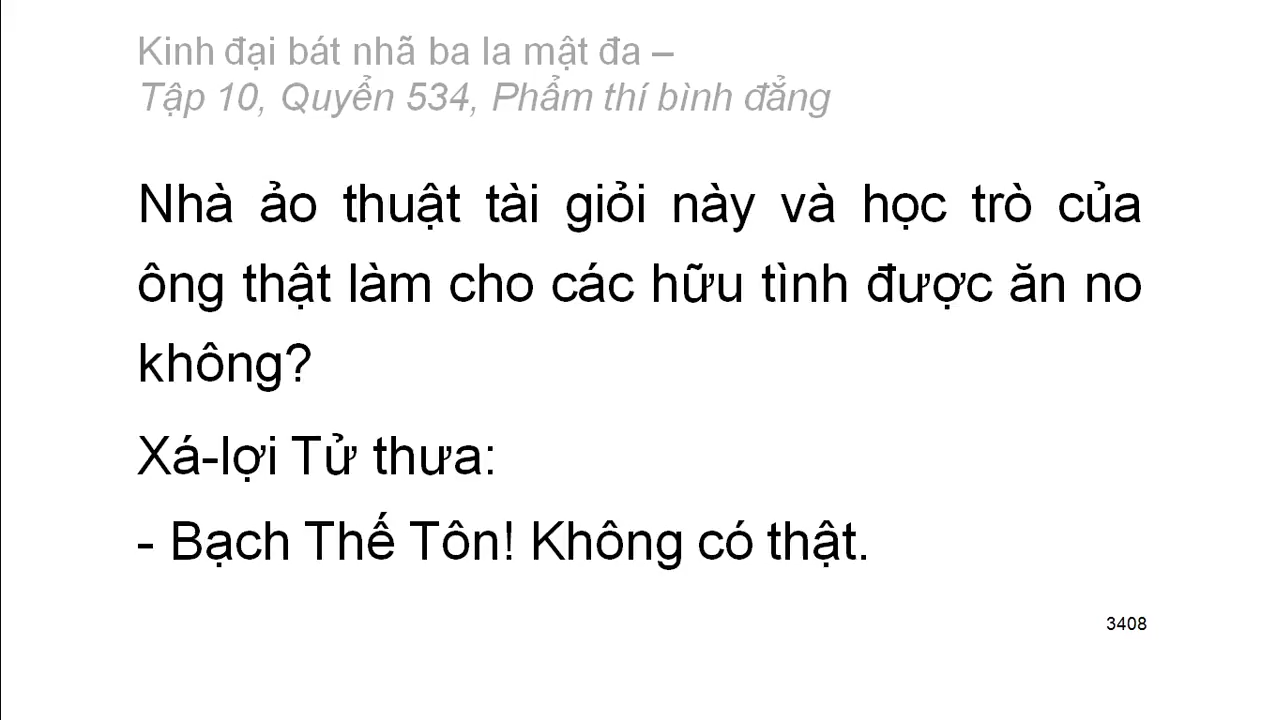 Kinh đại bát nhã ba la mật đa –
Tập 10, Quyển 534, Phẩm thí bình đẳng
Nhà ảo thuật tài giỏi này và học trò của
ông thật làm cho các hữu tình được ăn no
không?
Xá-lợi Tử thưa:
- Bạch Thế Tôn! Không có thật.
3408